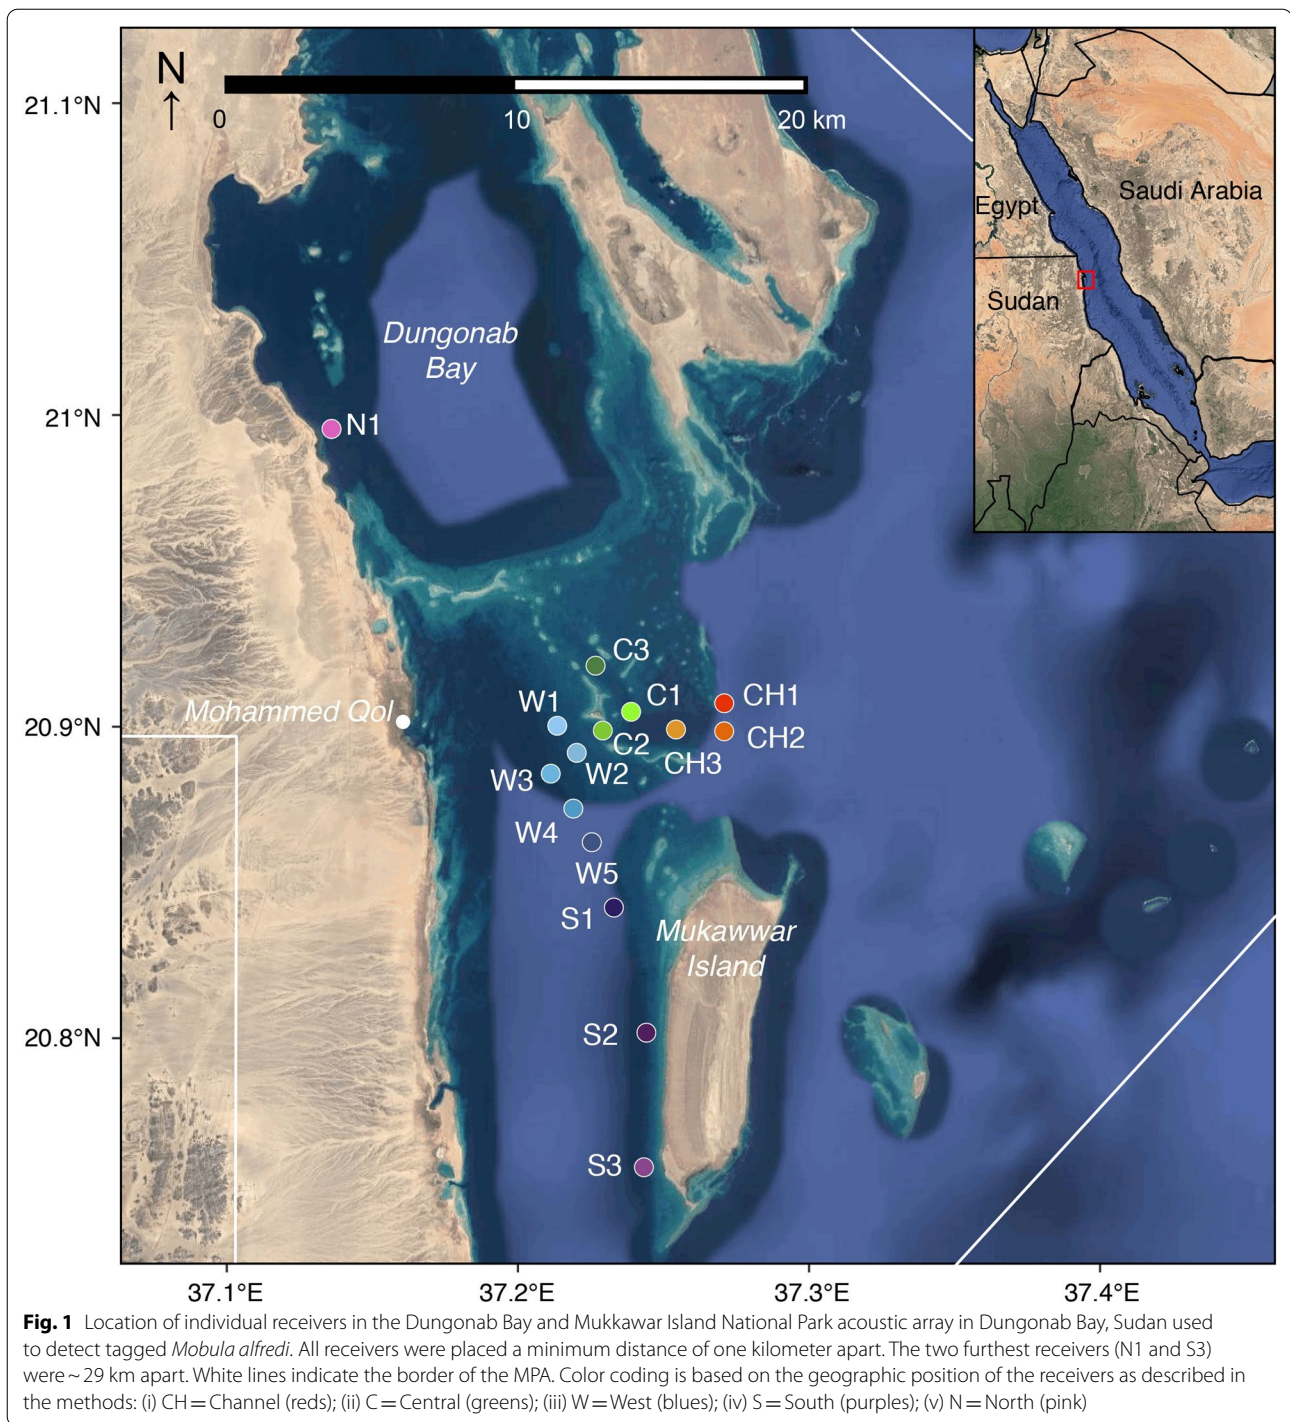 N
0
10
20 km
21.1°N
21°N
20.9°N
20.8°N
37.1°E
37.2°E
37.3°E
37.4°E
Egypt
Saudi Arabia
Sudan
Dungonab
Bay
N1
C3
C1
CH1
W1
Mohammed Qol
C2
CH2
CH3
W2
W3
W4
W5
S1
Mukawwar
Island
S2
S3
Fig. 1 Location of individual receivers in the Dungonab Bay and Mukkawar Island National Park acoustic array in Dungonab Bay, Sudan used
to detect tagged Mobula alfredi. All receivers were placed a minimum distance of one kilometer apart. The two furthest receivers (N1 and S3)
were ~ 29 km apart. White lines indicate the border of the MPA. Color coding is based on the geographic position of the receivers as described in
the methods: (i) CH = Channel (reds); (ii) C = Central (greens); (iii) W = West (blues); (iv) S = South (purples); (v) N = North (pink)